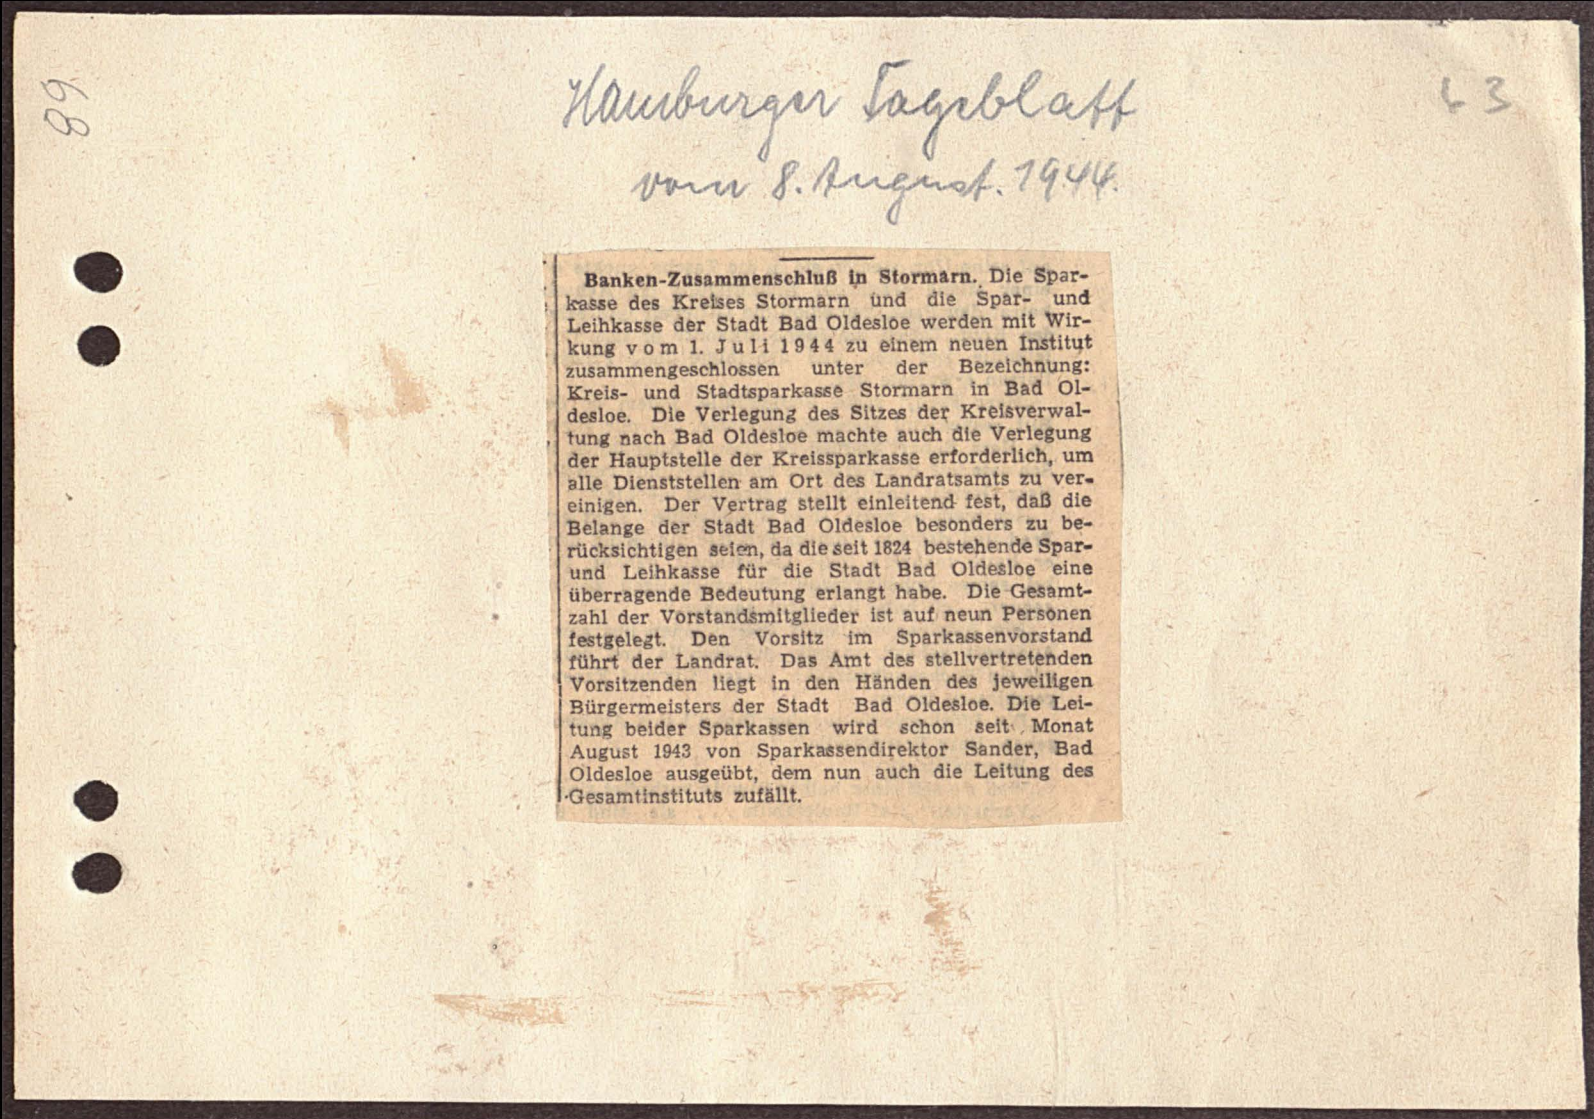 89
Hamburger Tageblatt
63
vom 8. August. 1944.
Banken-Zusammenschluß in Stormarn. Die Spar-
kasse des Kreises Stormarn und die Spar- und
Leihkasse der Stadt Bad Oldesloe werden mit Wir-
kung vom 1. Juli 1944 zu einem neuen Institut
zusammengeschlossen unter der Bezeichnung:
Kreis- und Stadtsparkasse Stormarn in Bad Ol-
desloe. Die Verlegung des Sitzes der Kreisverwal-
tung nach Bad Oldesloe machte auch die Verlegung
der Hauptstelle der Kreissparkasse erforderlich, um
alle Dienststellen am Ort des Landratsamts zu ver-
einigen. Der Vertrag stellt einleitend fest, daß die
Belange der Stadt Bad Oldesloe besonders zu be-
rücksichtigen seien, da die seit 1824 bestehende Spar-
und Leihkasse für die Stadt Bad Oldesloe eine
überragende Bedeutung erlangt habe. Die Gesamt-
zahl der Vorstandsmitglieder ist auf neun Personen
festgelegt. Den Vorsitz im Sparkassenvorstand
führt der Landrat. Das Amt des stellvertretenden
Vorsitzenden liegt in den Händen des jeweiligen
Bürgermeisters der Stadt Bad Oldesloe. Die Lei-
tung beider Sparkassen wird schon seit Monat
August 1943 von Sparkassendirektor Sander, Bad
Oldesloe ausgeübt, dem nun auch die Leitung des
Gesamtinstituts zufällt.